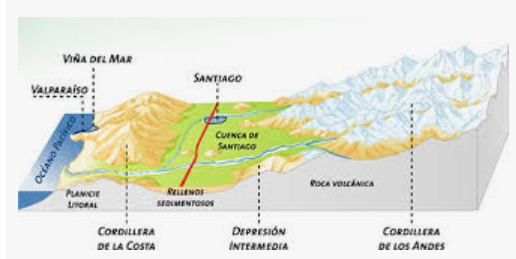 VIÑA DEL MAR
VALPARAÍSO
SANTIAGO
OCÉANO PACÍFICO
CUENCA DE
SANTIAGO
PLANICIE
LITORAL
RELLENOS
SEDIMENTOSOS
ROCA VOLCÁNICA
CORDILLERA
DE LA COSTA
DEPRESIÓN
INTERMEDIA
CORDILLERA
DE LOS ANDES